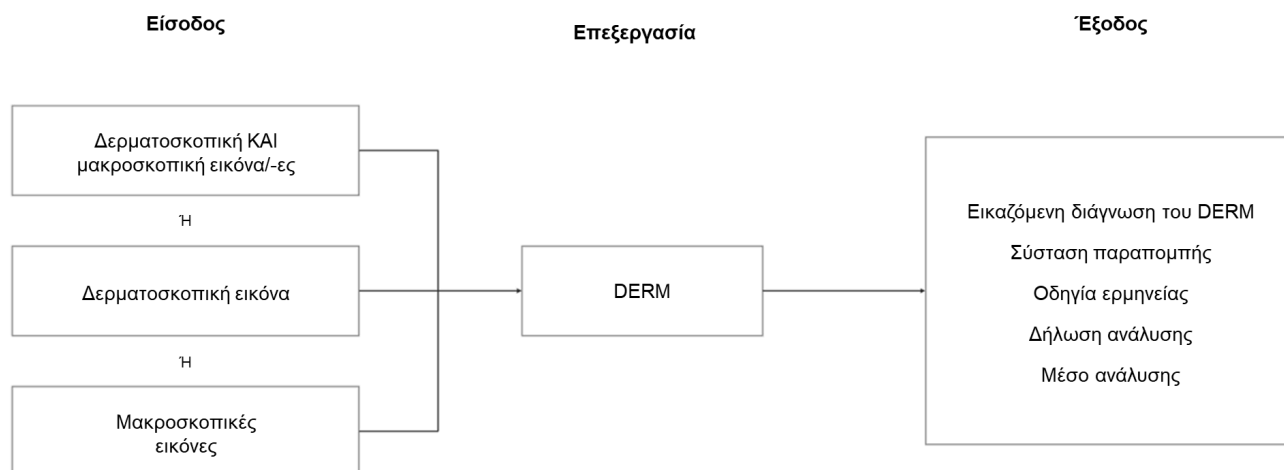 Είσοδος
Επεξεργασία
Έξοδος
Δερματοσκοπική ΚΑΙ
μακροσκοπική εικόνα/-ες
Ή
Δερματοσκοπική εικόνα
Ή
Μακροσκοπικές
εικόνες
DERM
Εικαζόμενη διάγνωση του DERM
Σύσταση παραπομπής
Οδηγία ερμηνείας
Δήλωση ανάλυσης
Μέσο ανάλυσης